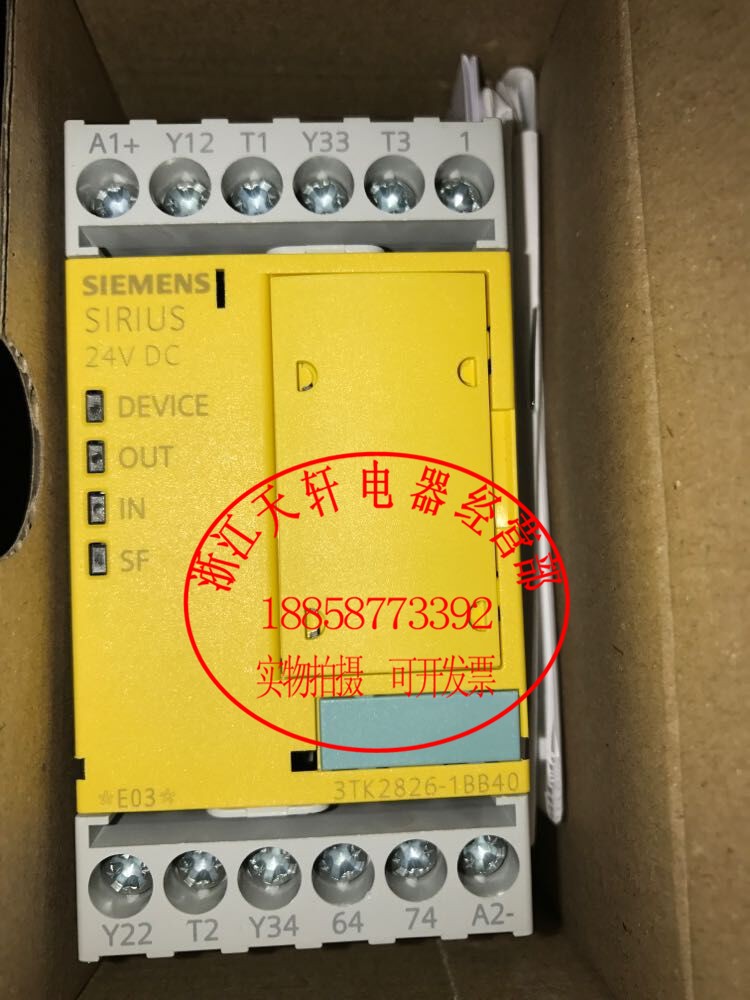 A1+ Y12 T1 Y33 T3 1
SIEMENS
SIRIUS
24V DC
DEVICE
OUT
IN
SF
浙江天轩电器经营部
18858773392
实物拍摄 可开发票
3TK2826-1BB40
*E03*
Y22 T2 Y34 64 74 A2-